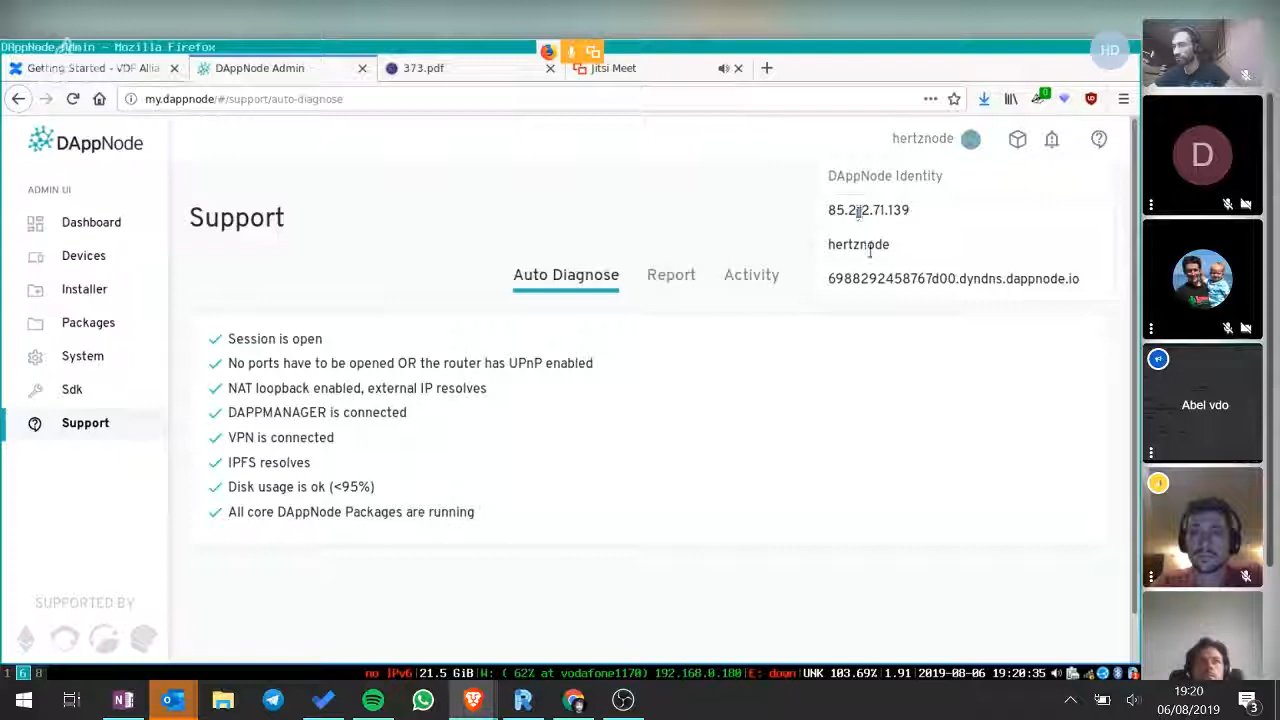 DAppNode Admin - Mozilla Firefox
HD
Getting Started - VDF Allia
DAppNode Admin
373.pdf
Jitsi Meet
my.dappnode/#/support/auto-diagnose
0
DAppNode
hertznode
ADMIN UI
DAppNode Identity
Dashboard
Devices
Installer
Packages
System
Sdk
Support
Support
hertznode
6988292458767d00.dyndns.dappnode.io
Auto Diagnose Report Activity
Session is open
No ports have to be opened OR the router has UPnP enabled
NAT loopback enabled, external IP resolves
DAPPMANAGER is connected
VPN is connected
IPFS resolves
Disk usage is ok (<95%)
All core DAppNode Packages are running
SUPPORTED BY
D
Abel vdo
1 6 8
no IPv6|21.5 GiB|W: ( 62% at vodafone1170) 192.168.0.180|E: down|UNK 103.69%|1.91|2019-08-06 19:20:35
19:20
06/08/2019
3